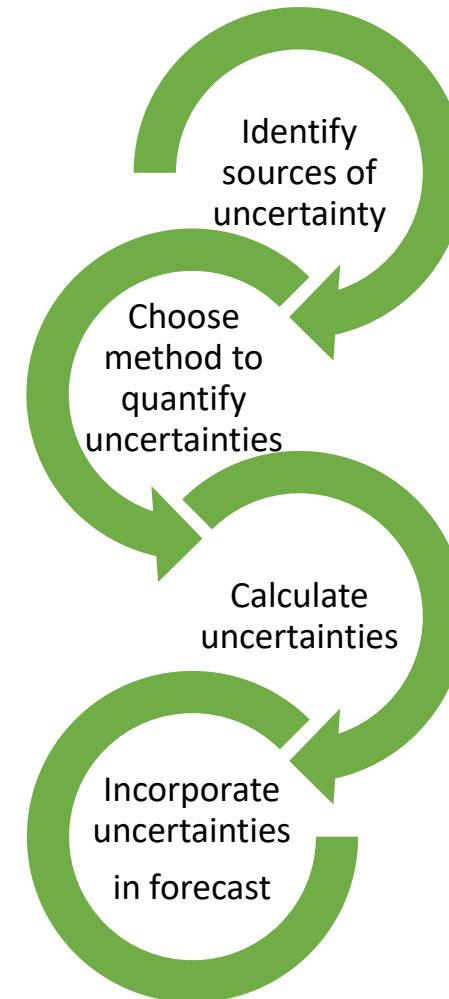 Identify
sources of
uncertainty
Choose
method to
quantify
uncertainties
Calculate
uncertainties
Incorporate
uncertainties
in forecast